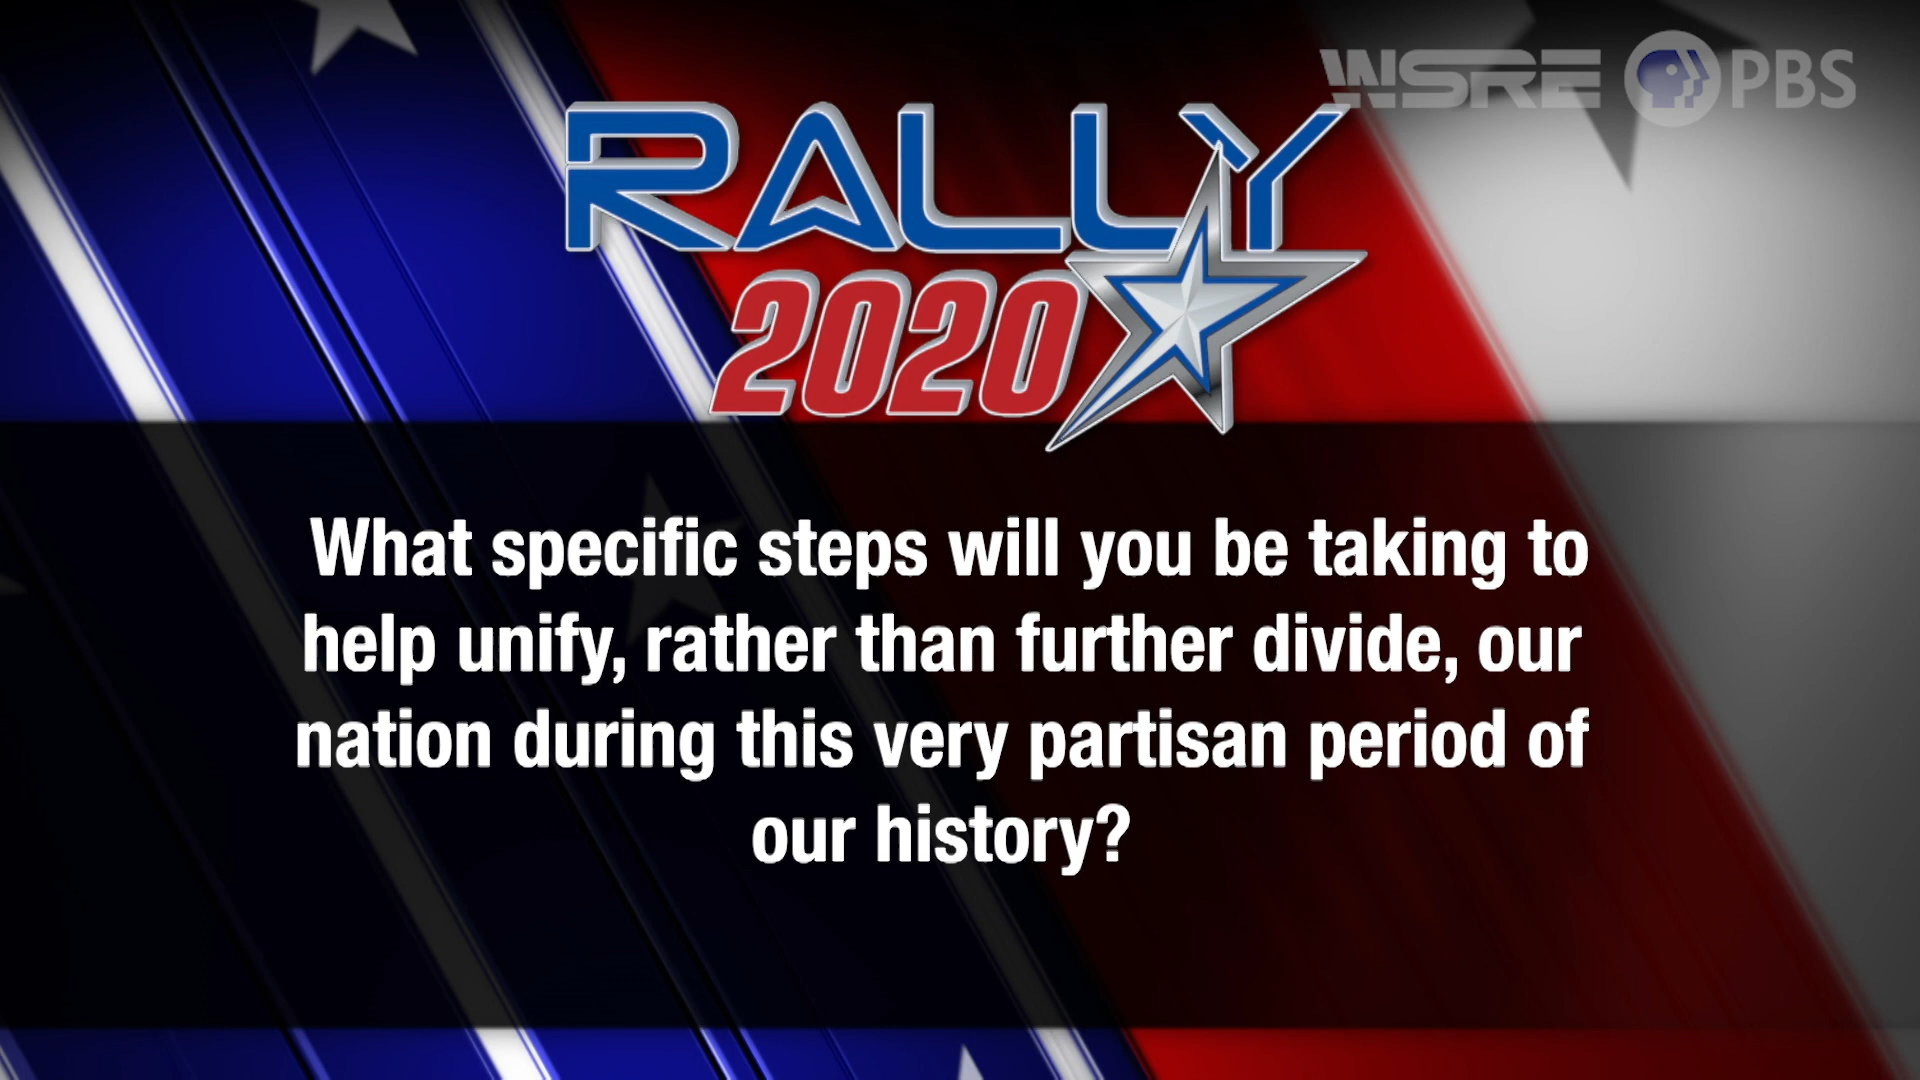 WSRE PBS
RALLY
2020
What specific steps will you be taking to
help unify, rather than further divide, our
nation during this very partisan period of
our history?